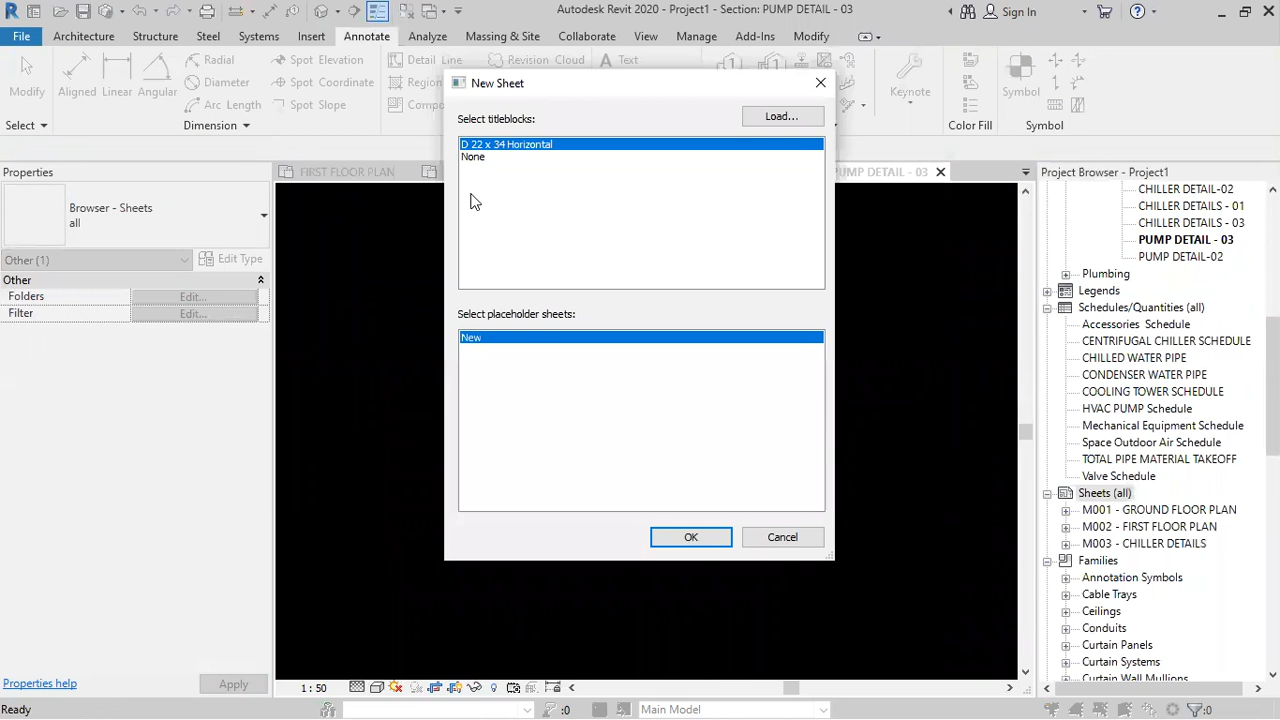 Autodesk Revit 2020 - Project1 - Section: PUMP DETAIL - 03
Sign In
File Architecture Structure Steel Systems Insert Annotate Analyze Massing & Site Collaborate View Manage Add-Ins Modify
Modify
Aligned Linear Angular
Radial
Diameter
Arc Length
Spot Elevation
Spot Coordinate
Spot Slope
Detail Line
Region
Revision Cloud
Text
Keynote
Symbol
Select
Dimension
Color Fill
Symbol
Properties
Browser - Sheets
all
Other (1)
Edit Type
Other
Folders Edit...
Filter Edit...
Properties help
Apply
FIRST FLOOR PLAN
PUMP DETAIL - 03
New Sheet
Select titleblocks:
Load...
D 22 x 34 Horizontal
None
Select placeholder sheets:
New
OK
Cancel
1 : 50
Project Browser - Project1
CHILLER DETAIL-02
CHILLER DETAILS - 01
CHILLER DETAIL - 03
PUMP DETAIL - 03
PUMP DETAIL-02
Plumbing
Legends
Schedules/Quantities (all)
Accessories Schedule
CENTRIFUGAL CHILLER SCHEDULE
CHILLED WATER PIPE
CONDENSER WATER PIPE
COOLING TOWER SCHEDULE
HVAC PUMP Schedule
Mechanical Equipment Schedule
Space Outdoor Air Schedule
TOTAL PIPE MATERIAL TAKEOFF
Valve Schedule
Sheets (all)
M001 - GROUND FLOOR PLAN
M002 - FIRST FLOOR PLAN
M003 - CHILLER DETAILS
Families
Annotation Symbols
Cable Trays
Ceilings
Conduits
Curtain Panels
Curtain Systems
Curtain Wall Mullions
Ready
:0
Main Model
:0